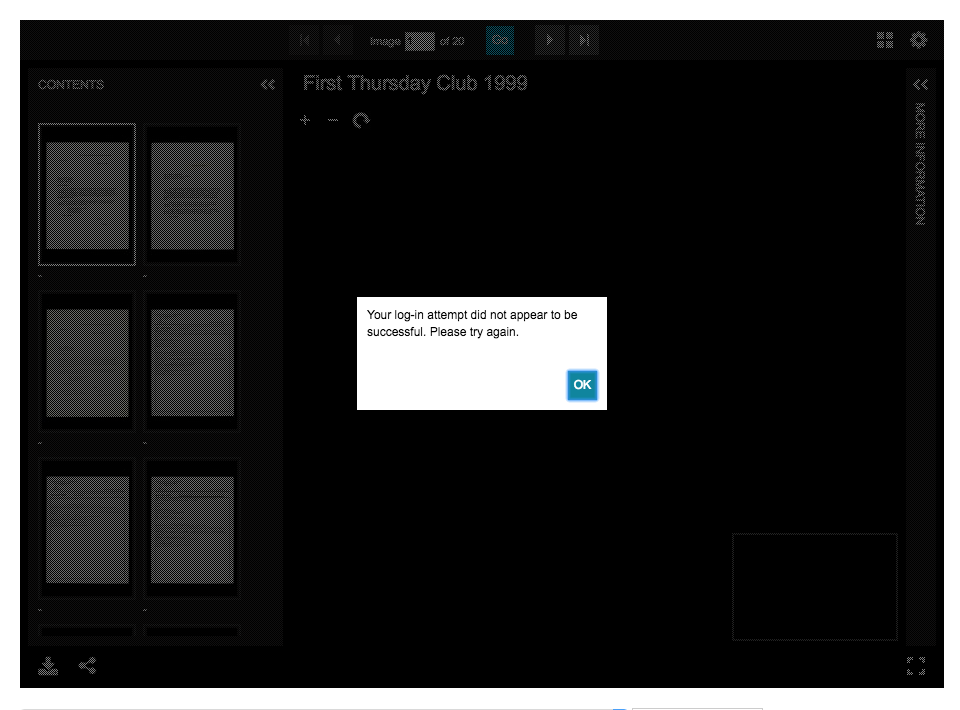 Image of 20 Go
CONTENTS
First Thursday Club 1999
MORE INFORMATION
Your log-in attempt did not appear to be
successful. Please try again.
OK